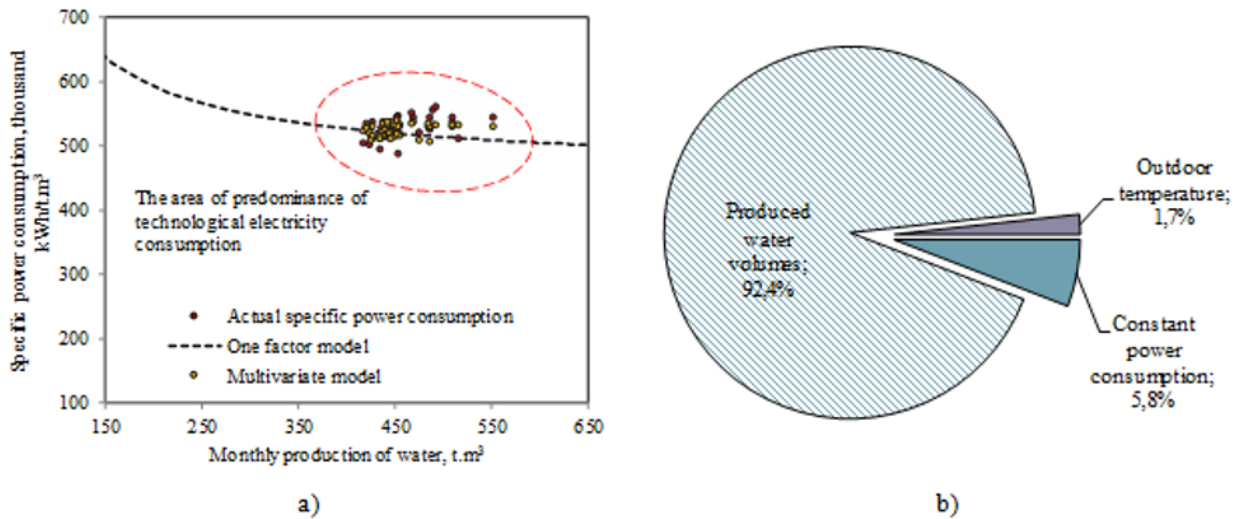 Specific power consumption, thousand
kWh/t.m³
700
600
500
400
300
200
100
The area of predominance of
technological electricity
consumption
Actual specific power consumption
One factor model
Multivariate model
150
250
350
450
550
650
Monthly production of water, t.m³
a)
Produced
water
volumes;
92,4%
Outdoor
temperature;
1,7%
Constant
power
consumption;
5,8%
b)